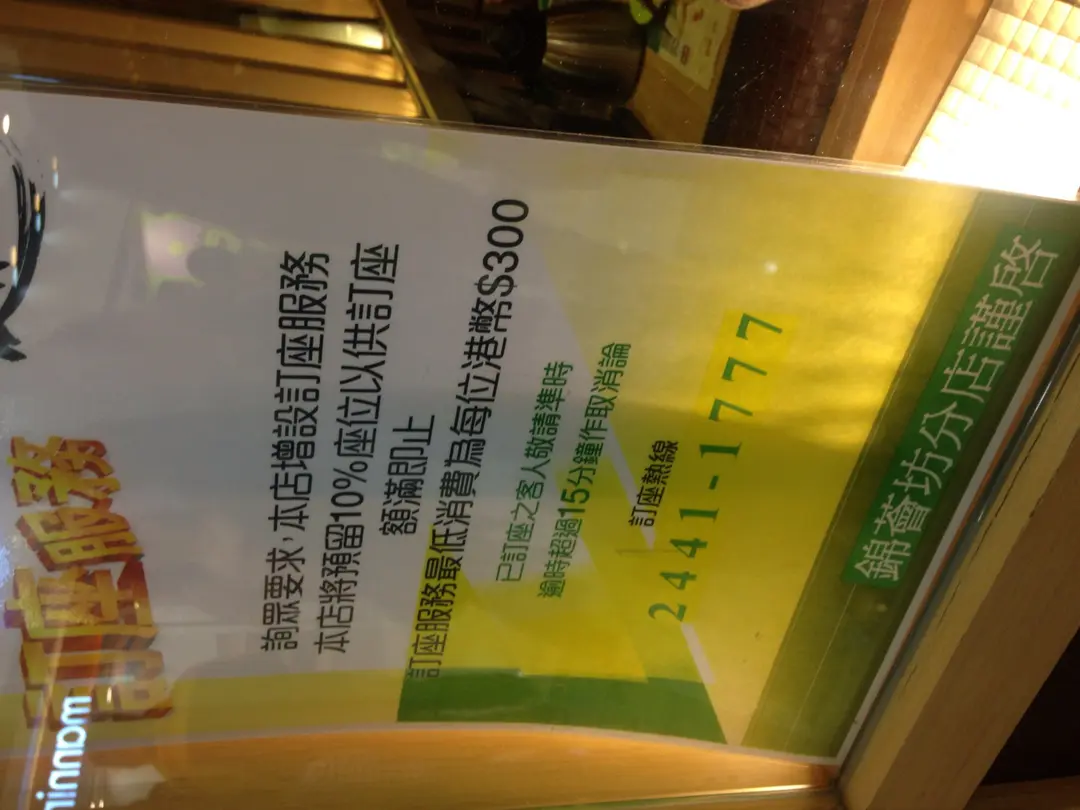 訂座服務
詢眾要求，本店增設訂座服務
本店將預留10%座位以供訂座
額滿即止
訂座服務最低消費為每位港幣$300
已訂座之客人敬請準時
逾時超過15分鐘作取消論
訂座熱線
2441-1777
錦薈坊分店謹啓
mannin